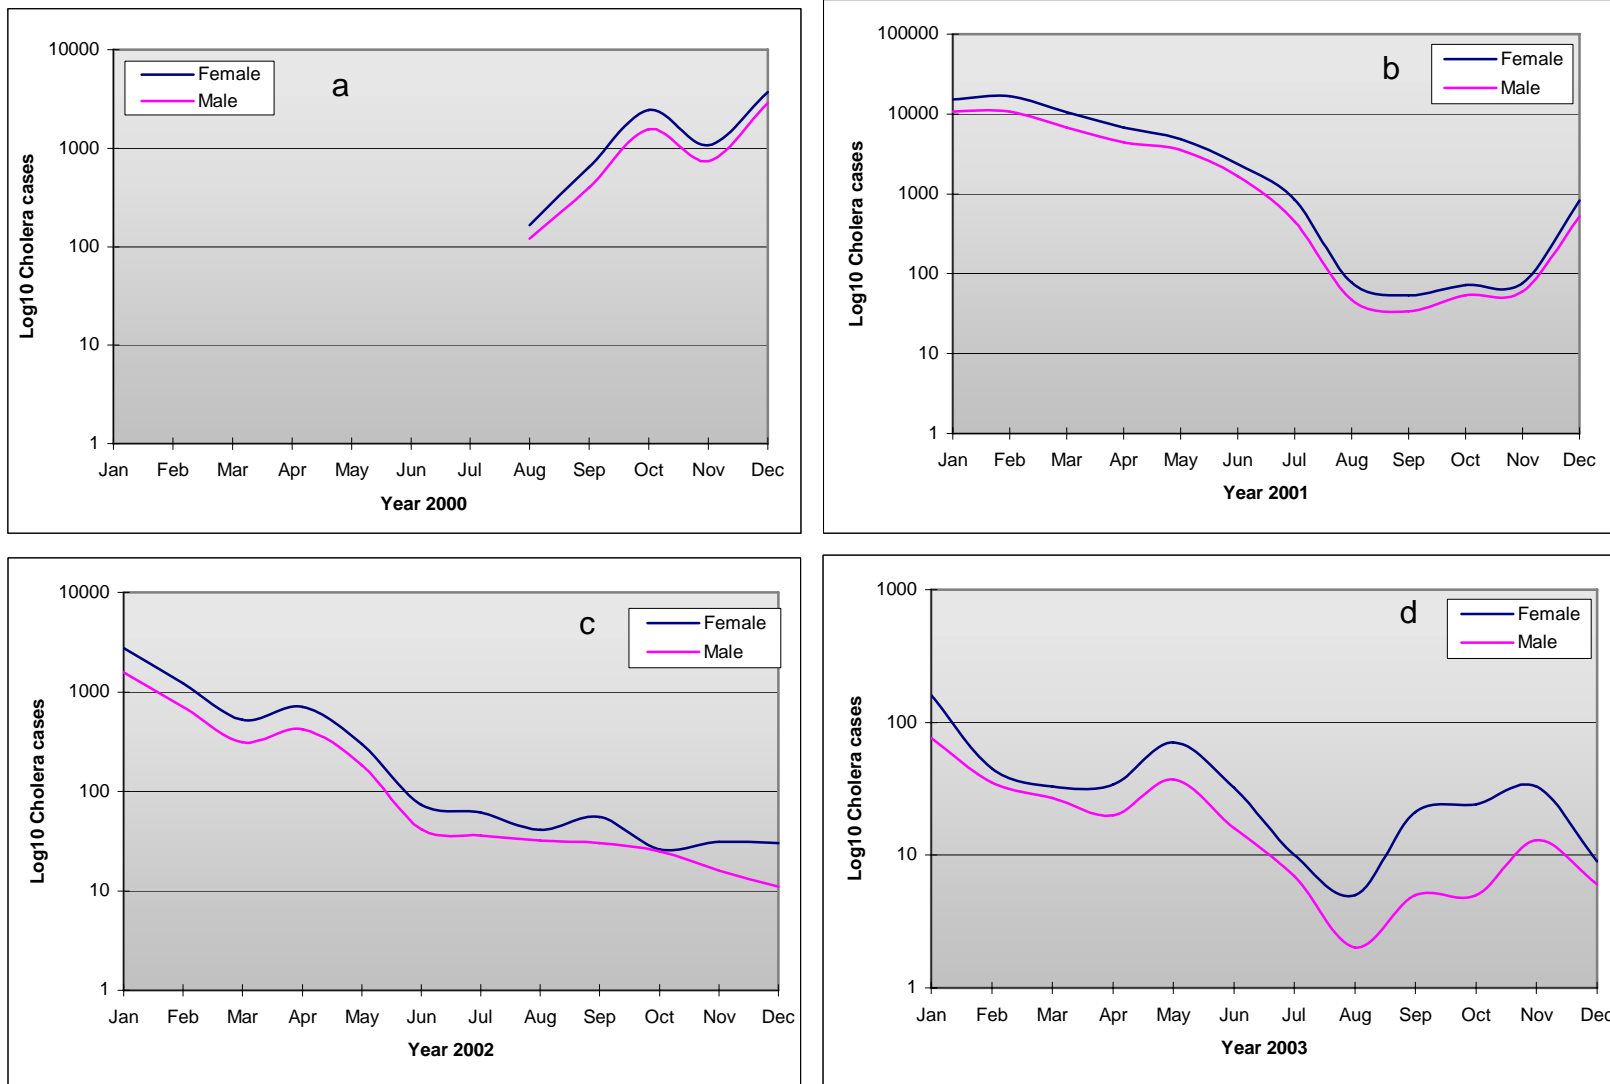 10000
1000
100
10
1
Log10 Cholera cases
Female
Male
a
Jan Feb Mar Apr May Jun Jul Aug Sep Oct Nov Dec
Year 2000
100000
10000
1000
100
10
1
Log10 Cholera cases
b
Female
Male
Jan Feb Mar Apr May Jun Jul Aug Sep Oct Nov Dec
Year 2001
10000
1000
100
10
1
Log10 Cholera cases
c
Female
Male
Jan Feb Mar Apr May Jun Jul Aug Sep Oct Nov Dec
Year 2002
1000
100
10
1
Log10 Cholera cases
d
Female
Male
Jan Feb Mar Apr May Jun Jul Aug Sep Oct Nov Dec
Year 2003